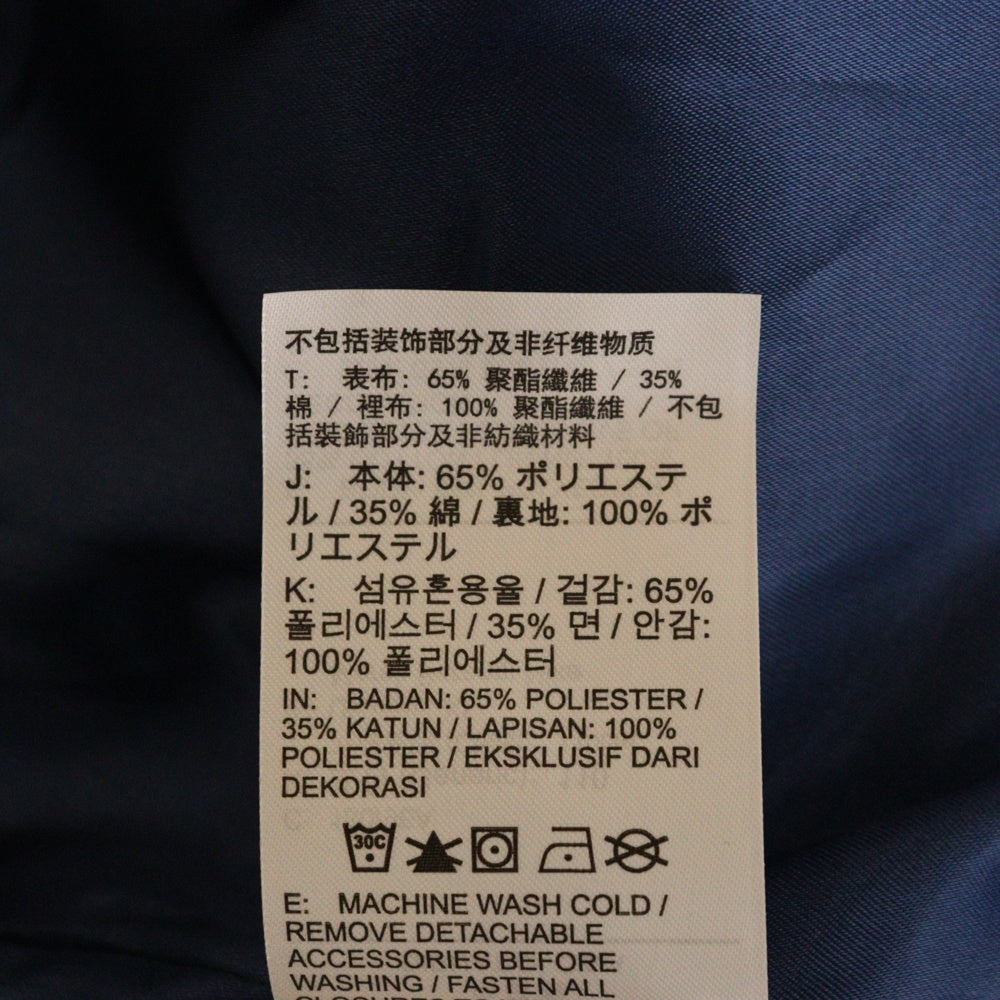 不包括装饰部分及非纤维物质
T: 表布: 65% 聚酯纖維 / 35%
棉 / 裡布: 100% 聚酯纖維 / 不包
括裝飾部分及非紡織材料
J: 本体: 65% ポリエステ
ル / 35% 綿 / 裏地: 100% ポ
リエステル
K: 섬유혼용율 / 겉감: 65%
폴리에스터 / 35% 면 / 안감:
100% 폴리에스터
IN: BADAN: 65% POLIESTER /
35% KATUN / LAPISAN: 100%
POLIESTER / EKSKLUSIF DARI
DEKORASI
30C
E: MACHINE WASH COLD /
REMOVE DETACHABLE
ACCESSORIES BEFORE
WASHING / FASTEN ALL